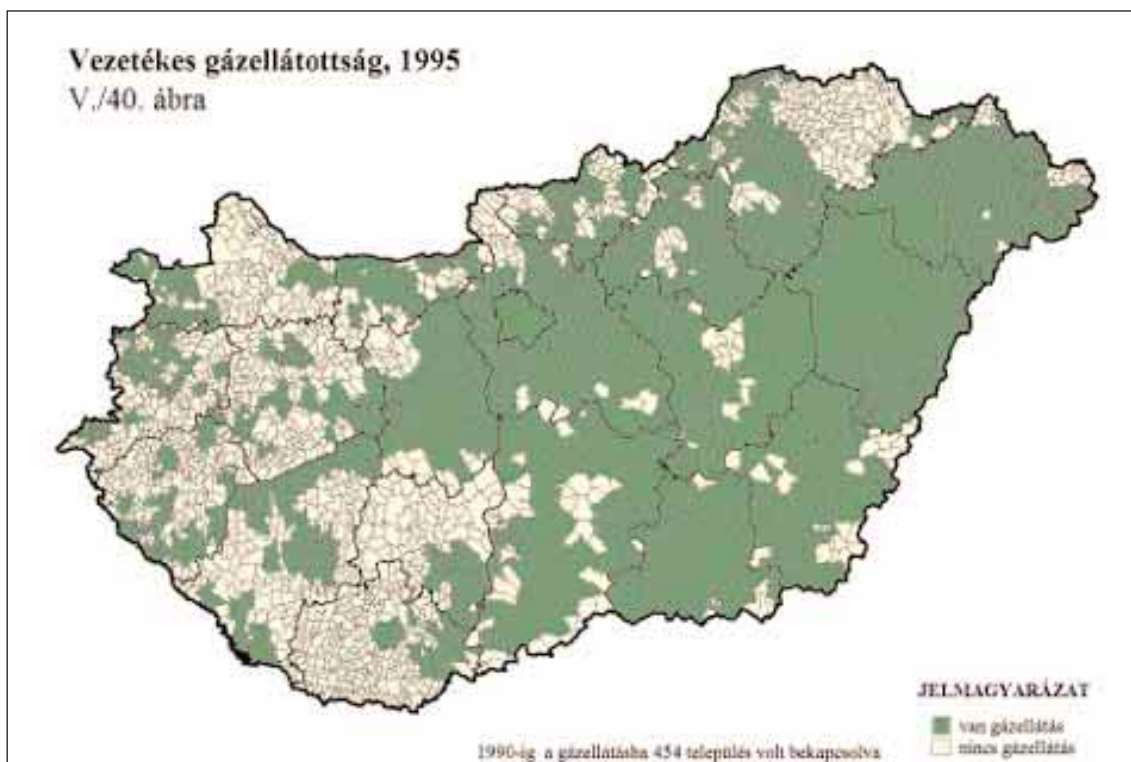 Vezetékes gázellátottság, 1995
V./40. ábra
JELMAGYARÁZAT
van gázellátás
nincs gázellátás
1990-ig a gázellátásba 454 település volt bekapcsolva